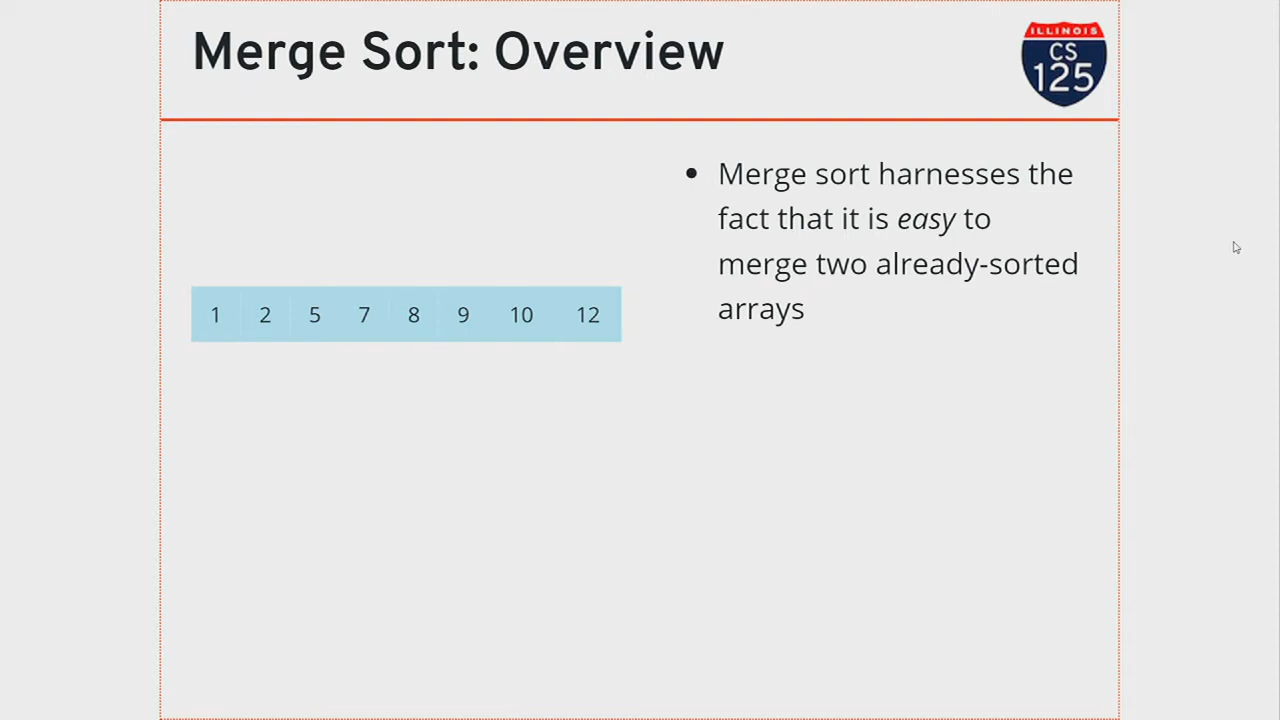 Merge Sort: Overview
ILLINOIS
CS
125
• Merge sort harnesses the
fact that it is easy to
merge two already-sorted
arrays
1 2 5 7 8 9 10 12